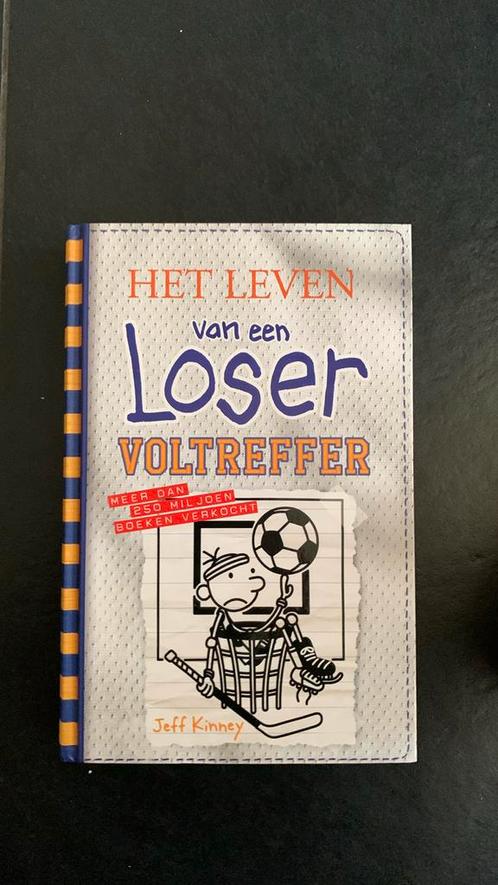 HET LEVEN
van een
Loser
VOLTREFFER
MEER DAN
250 MILJOEN
BOEKEN VERKOCHT
Jeff Kinney